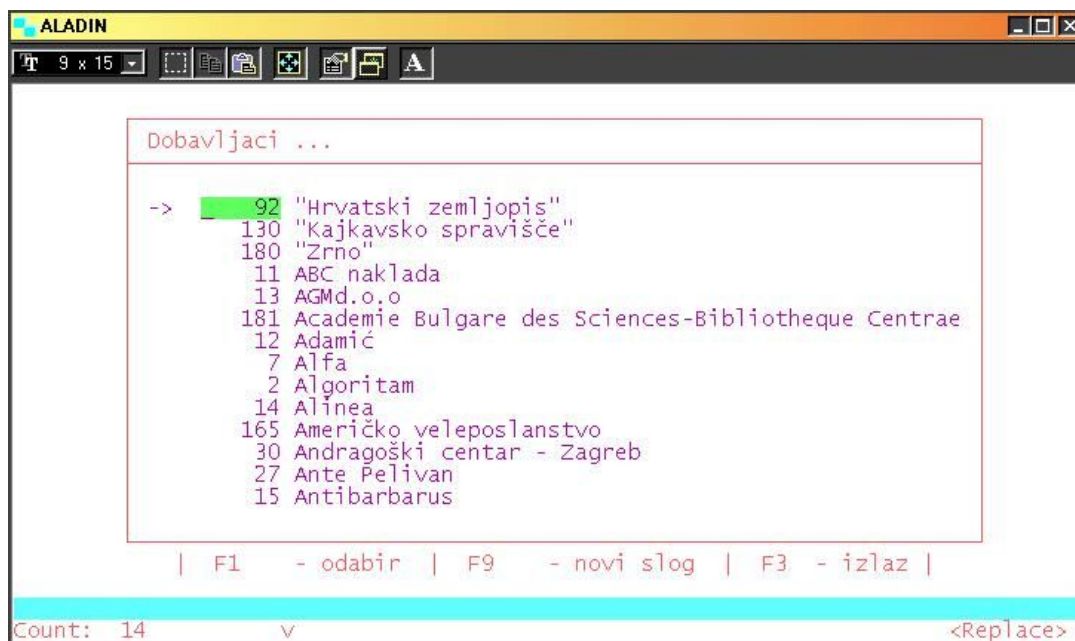 ALADIN
9 x 15
A
Dobavljaci ...
-> 92 "Hrvatski zemljopis"
130 "Kajkavsko spravišče"
180 "Zrno"
11 ABC naklada
13 AGMd.o.o
181 Academie Bulgare des Sciences-Bibliotheque Centrae
12 Adamić
7 Alfa
2 Algoritam
14 Alinea
165 Američko veleposlanstvo
30 Andragoški centar - Zagreb
27 Ante Pelivan
15 Antibarbarus
| F1 - odabir | F9 - novi slog | F3 - izlaz |
Count: 14 v <Replace>